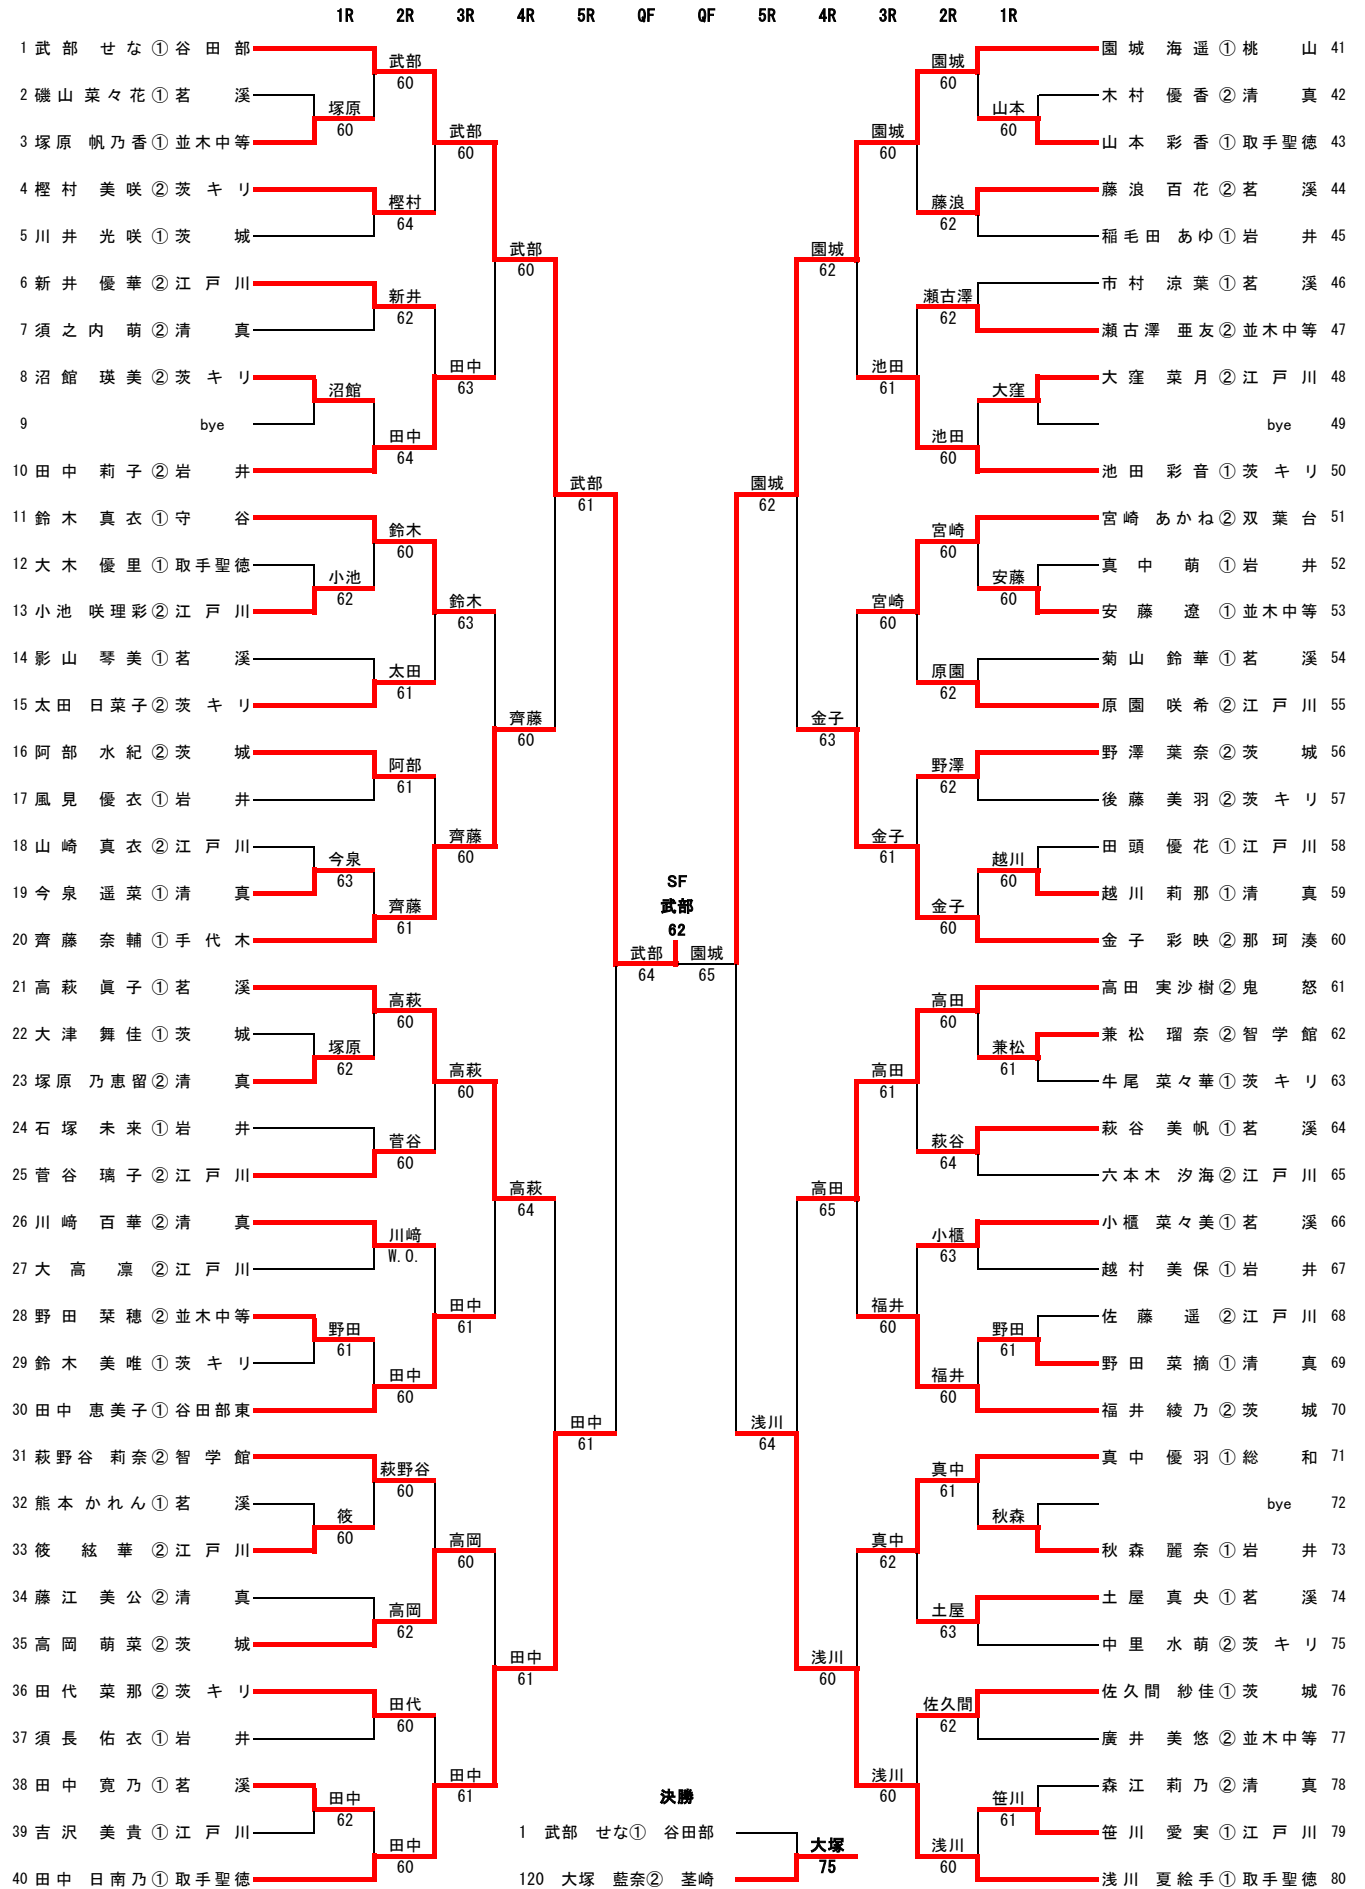 1R 2R 3R 4R 5R QF QF 5R 4R 3R 2R 1R
1 武部 せな① 谷田部
2 磯山 菜々花① 茗溪
3 塚原 帆乃香① 並木中等
4 樫村 美咲② 茨キリ
5 川井 光咲① 茨城
6 新井 優華② 江戸川
7 須之内 萌② 清真
8 沼館 瑛美② 茨キリ
9 bye
10 田中 莉子② 岩井
11 鈴木 真衣① 守谷
12 大木 優里① 取手聖徳
13 小池 咲理彩② 江戸川
14 影山 琴美① 茗溪
15 太田 日菜子② 茨キリ
16 阿部 水紀② 茨城
17 風見 優衣① 岩井
18 山崎 真衣② 江戸川
19 今泉 遥菜① 清真
20 齊藤 奈輔① 手代木
21 高萩 眞子① 茗溪
22 大津 舞佳① 茨城
23 塚原 乃恵留② 清真
24 石塚 未来① 岩井
25 菅谷 璃子② 江戸川
26 川﨑 百華② 清真
27 大高 凛② 江戸川
28 野田 栞穂② 並木中等
29 鈴木 美唯① 茨キリ
30 田中 恵美子① 谷田部東
31 萩野谷 莉奈② 智学館
32 熊本 かれん① 茗溪
33 筱 絃華② 江戸川
34 藤江 美公② 清真
35 高岡 萌菜② 茨城
36 田代 菜那② 茨キリ
37 須長 佑衣① 岩井
38 田中 寛乃① 茗溪
39 吉沢 美貴① 江戸川
40 田中 日南乃① 取手聖徳
塚原
60
沼館
小池
62
今泉
63
塚原
62
野田
61
筱
60
田中
62
武部
60
樫村
64
新井
62
田中
64
鈴木
60
太田
61
阿部
61
齊藤
61
高萩
60
菅谷
60
川﨑
W.O.
田中
60
萩野谷
60
高岡
62
田代
60
田中
60
武部
60
田中
63
鈴木
63
齊藤
60
高萩
60
田中
61
高岡
60
田中
61
武部
60
齊藤
60
高萩
64
田中
61
武部
61
田中
61
武部
64
SF
武部
62
園城
65
園城
62
浅川
64
園城
62
金子
63
高田
65
浅川
60
園城
60
池田
61
宮崎
60
金子
61
高田
61
福井
60
真中
62
浅川
60
園城
60
藤浪
62
瀬古澤
62
池田
60
宮崎
60
原園
62
野澤
62
金子
60
高田
60
萩谷
64
小櫃
63
福井
60
真中
61
土屋
63
佐久間
62
浅川
60
山本
60
大窪
安藤
60
越川
60
兼松
61
野田
61
秋森
笹川
61
園城 海遥① 桃山 41
木村 優香② 清真 42
山本 彩香① 取手聖徳 43
藤浪 百花② 茗溪 44
稲毛田 あゆ① 岩井 45
市村 涼葉① 茗溪 46
瀬古澤 亜友② 並木中等 47
大窪 菜月② 江戸川 48
bye 49
池田 彩音① 茨キリ 50
宮崎 あかね② 双葉台 51
真中 萌① 岩井 52
安藤 遼① 並木中等 53
菊山 鈴華① 茗溪 54
原園 咲希② 江戸川 55
野澤 葉奈② 茨城 56
後藤 美羽② 茨キリ 57
田頭 優花① 江戸川 58
越川 莉那① 清真 59
金子 彩映② 那珂湊 60
高田 実沙樹② 鬼怒 61
兼松 瑠奈② 智学館 62
牛尾 菜々華① 茨キリ 63
萩谷 美帆① 茗溪 64
六本木 汐海② 江戸川 65
小櫃 菜々美① 茗溪 66
越村 美保① 岩井 67
佐藤 遥② 江戸川 68
野田 菜摘① 清真 69
福井 綾乃② 茨城 70
真中 優羽① 総和 71
bye 72
秋森 麗奈① 岩井 73
土屋 真央① 茗溪 74
中里 水萌② 茨キリ 75
佐久間 紗佳① 茨城 76
廣井 美悠② 並木中等 77
森江 莉乃② 清真 78
笹川 愛実① 江戸川 79
浅川 夏絵手① 取手聖徳 80
決勝
1 武部 せな① 谷田部
大塚
75
120 大塚 藍奈② 茎崎